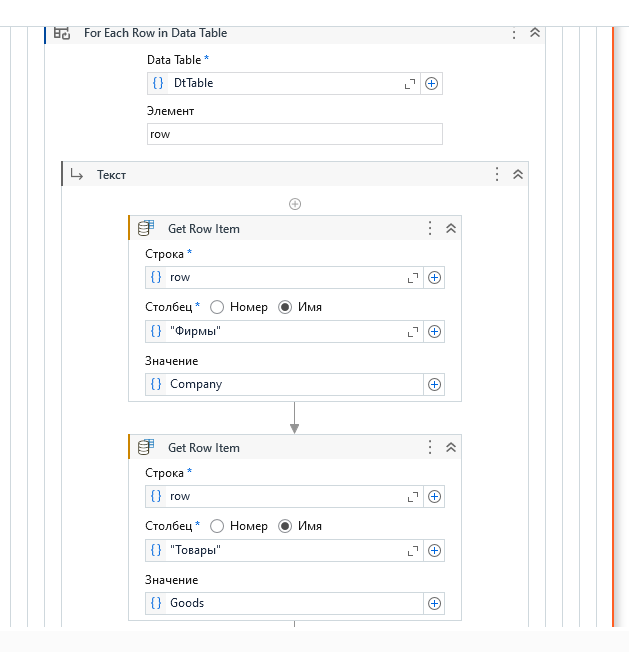 For Each Row in Data Table
Data Table *
DtTable
Элемент
row
Текст
Get Row Item
Строка *
row
Столбец * Номер Имя
"Фирмы"
Значение
Company
Get Row Item
Строка *
row
Столбец * Номер Имя
"Товары"
Значение
Goods